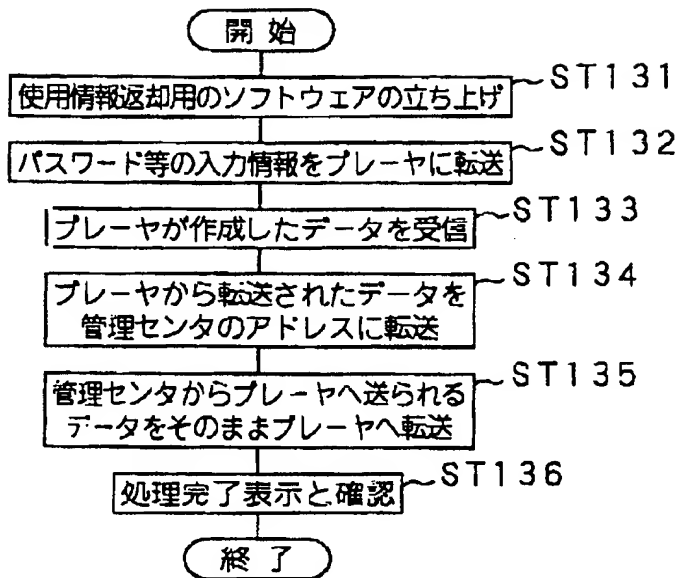 開始
使用情報返却用のソフトウェアの立ち上げ
ST131
パスワード等の入力情報をプレーヤに転送
ST132
プレーヤが作成したデータを受信
ST133
プレーヤから転送されたデータを
管理センタのアドレスに転送
ST134
管理センタからプレーヤへ送られる
データをそのままプレーヤへ転送
ST135
処理完了表示と確認
ST136
終了